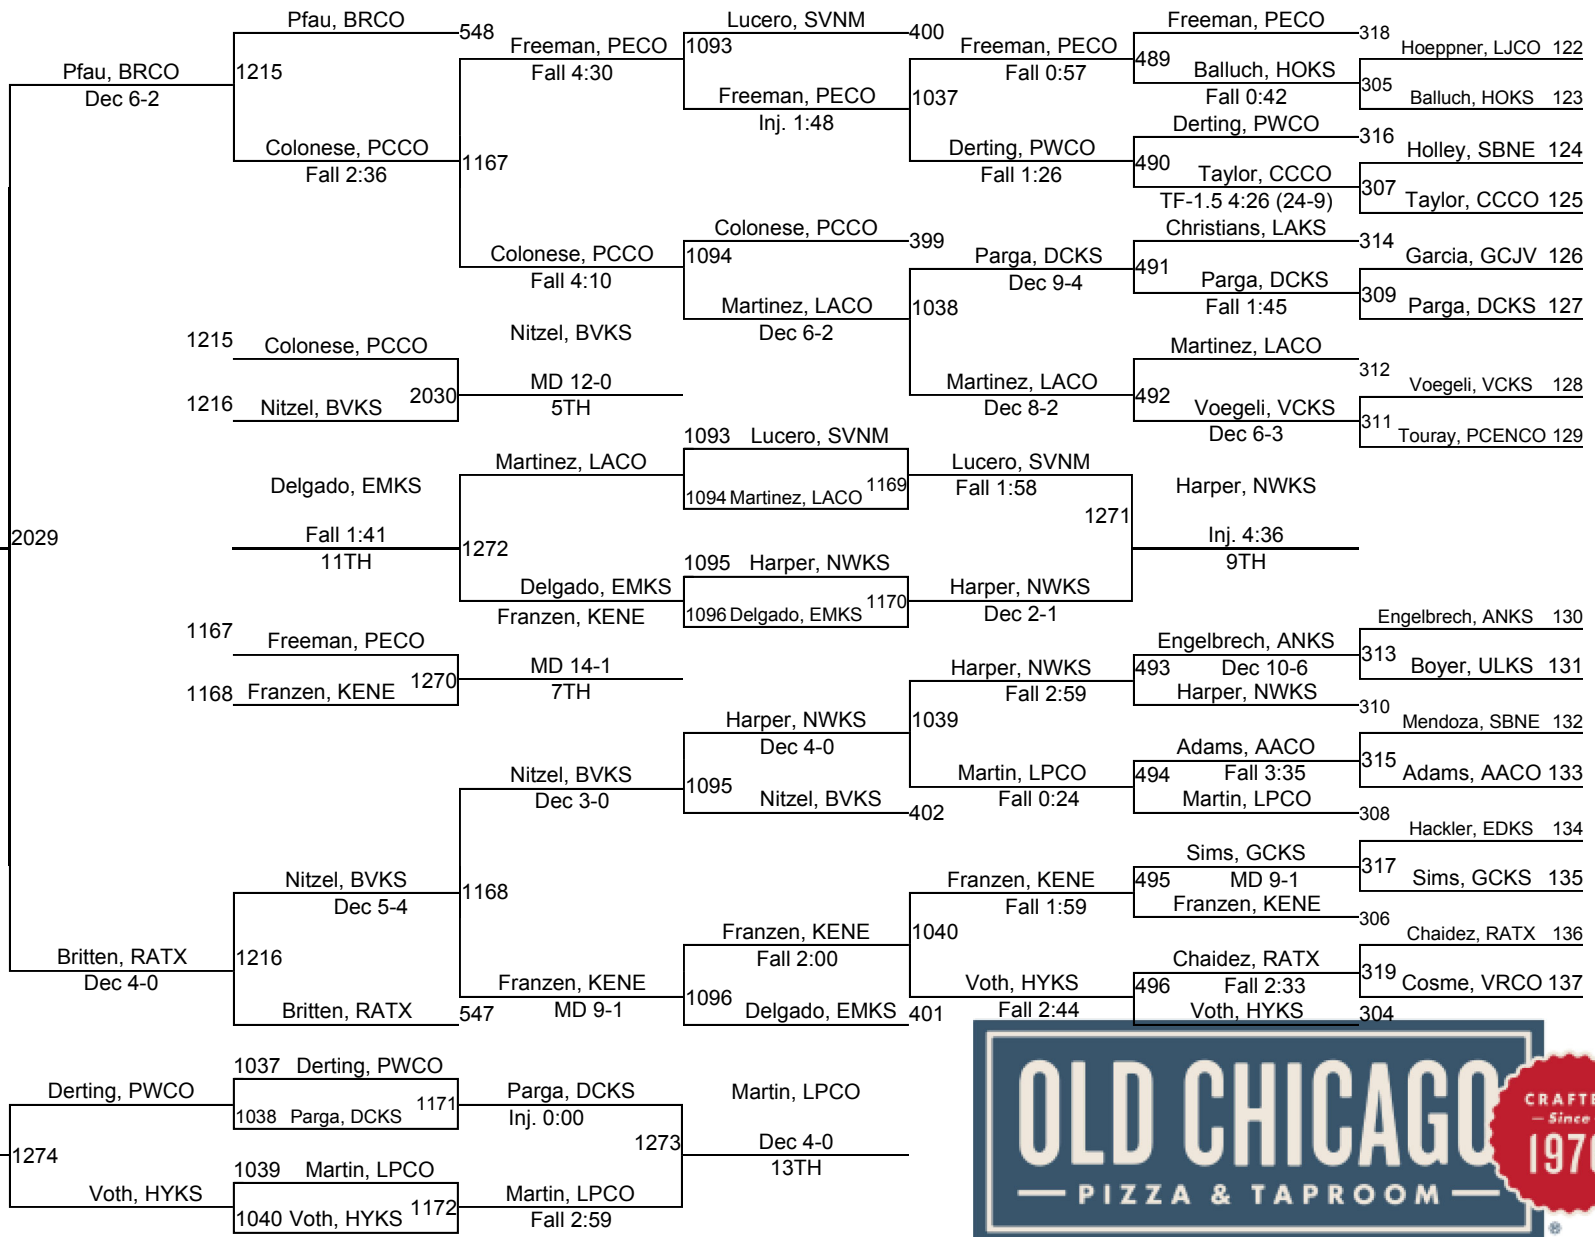 Pfau, BRCO
548
Lucero, SVNM
400
Freeman, PECO
318
Freeman, PECO
1093
Freeman, PECO
Hoeppner, LJCO 122
Pfau, BRCO
1215
Fall 4:30
Fall 0:57
489
Balluch, HOKS
305
Dec 6-2
Freeman, PECO
1037
Fall 0:42
Balluch, HOKS 123
Inj. 1:48
Derting, PWCO
316
Colonese, PCCO
1167
Derting, PWCO
490
Holley, SBNE 124
Fall 2:36
Fall 1:26
Taylor, CCCO
307
TF-1.5 4:26 (24-9)
Taylor, CCCO 125
Colonese, PCCO
399
Christians, LAKS
314
Colonese, PCCO
1094
Parga, DCKS
491
Garcia, GCJV 126
Fall 4:10
Dec 9-4
Parga, DCKS
309
Martinez, LACO
1038
Fall 1:45
Parga, DCKS 127
Dec 6-2
Nitzel, BVKS
1215 Colonese, PCCO
Martinez, LACO
312
2030
MD 12-0
Martinez, LACO
492
Voegeli, VCKS 128
1216 Nitzel, BVKS
5TH
Dec 8-2
Voegeli, VCKS
311
Dec 6-3
Touray, PCENCO 129
1093 Lucero, SVNM
Martinez, LACO
Lucero, SVNM
Delgado, EMKS
1094 Martinez, LACO
1169
Fall 1:58
Harper, NWKS
1271
2029
Fall 1:41
1272
Inj. 4:36
11TH
1095 Harper, NWKS
9TH
Delgado, EMKS
1170
Harper, NWKS
Franzen, KENE
1096 Delgado, EMKS
Dec 2-1
1167 Freeman, PECO
Engelbrech, ANKS 130
Engelbrech, ANKS
313
1270
MD 14-1
Harper, NWKS
493
Dec 10-6
Boyer, ULKS 131
1168 Franzen, KENE
7TH
Fall 2:59
Harper, NWKS
310
Harper, NWKS
1039
Mendoza, SBNE 132
Dec 4-0
Adams, AACO
315
Nitzel, BVKS
1095
Martin, LPCO
494
Fall 3:35
Adams, AACO 133
Dec 3-0
Nitzel, BVKS
402
Fall 0:24
Martin, LPCO
308
Hackler, EDKS 134
Sims, GCKS
317
Nitzel, BVKS
1168
Franzen, KENE
495
MD 9-1
Sims, GCKS 135
Dec 5-4
Fall 1:59
Franzen, KENE
306
Franzen, KENE
1040
Chaidez, RATX 136
Britten, RATX
1216
Fall 2:00
Chaidez, RATX
319
Dec 4-0
Franzen, KENE
1096
Voth, HYKS
496
Fall 2:33
Cosme, VRCO 137
Britten, RATX
547
MD 9-1
Delgado, EMKS
401
Fall 2:44
Voth, HYKS
304
1037 Derting, PWCO
Derting, PWCO
1171
Parga, DCKS
Martin, LPCO
1038 Parga, DCKS
Inj. 0:00
1274
1273
Dec 4-0
13TH
1039 Martin, LPCO
Voth, HYKS
1172
Martin, LPCO
1040 Voth, HYKS
Fall 2:59
OLD CHICAGO
PIZZA & TAPROOM
Since
®